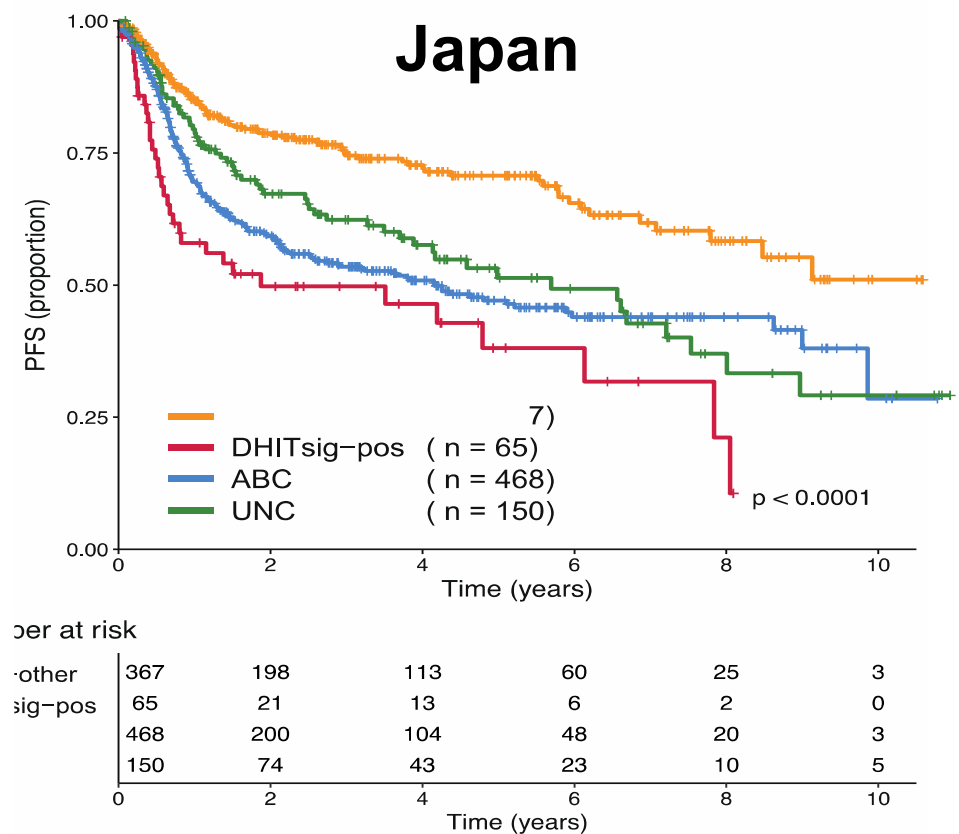 Japan
1.00
0.75
0.50
0.25
0.00
PFS (proportion)
7)
DHITsig−pos ( n = 65)
ABC ( n = 468)
UNC ( n = 150)
p < 0.0001
0 2 4 6 8 10
Time (years)
ber at risk
-other 367 198 113 60 25 3
sig−pos 65 21 13 6 2 0
468 200 104 48 20 3
150 74 43 23 10 5
0 2 4 6 8 10
Time (years)